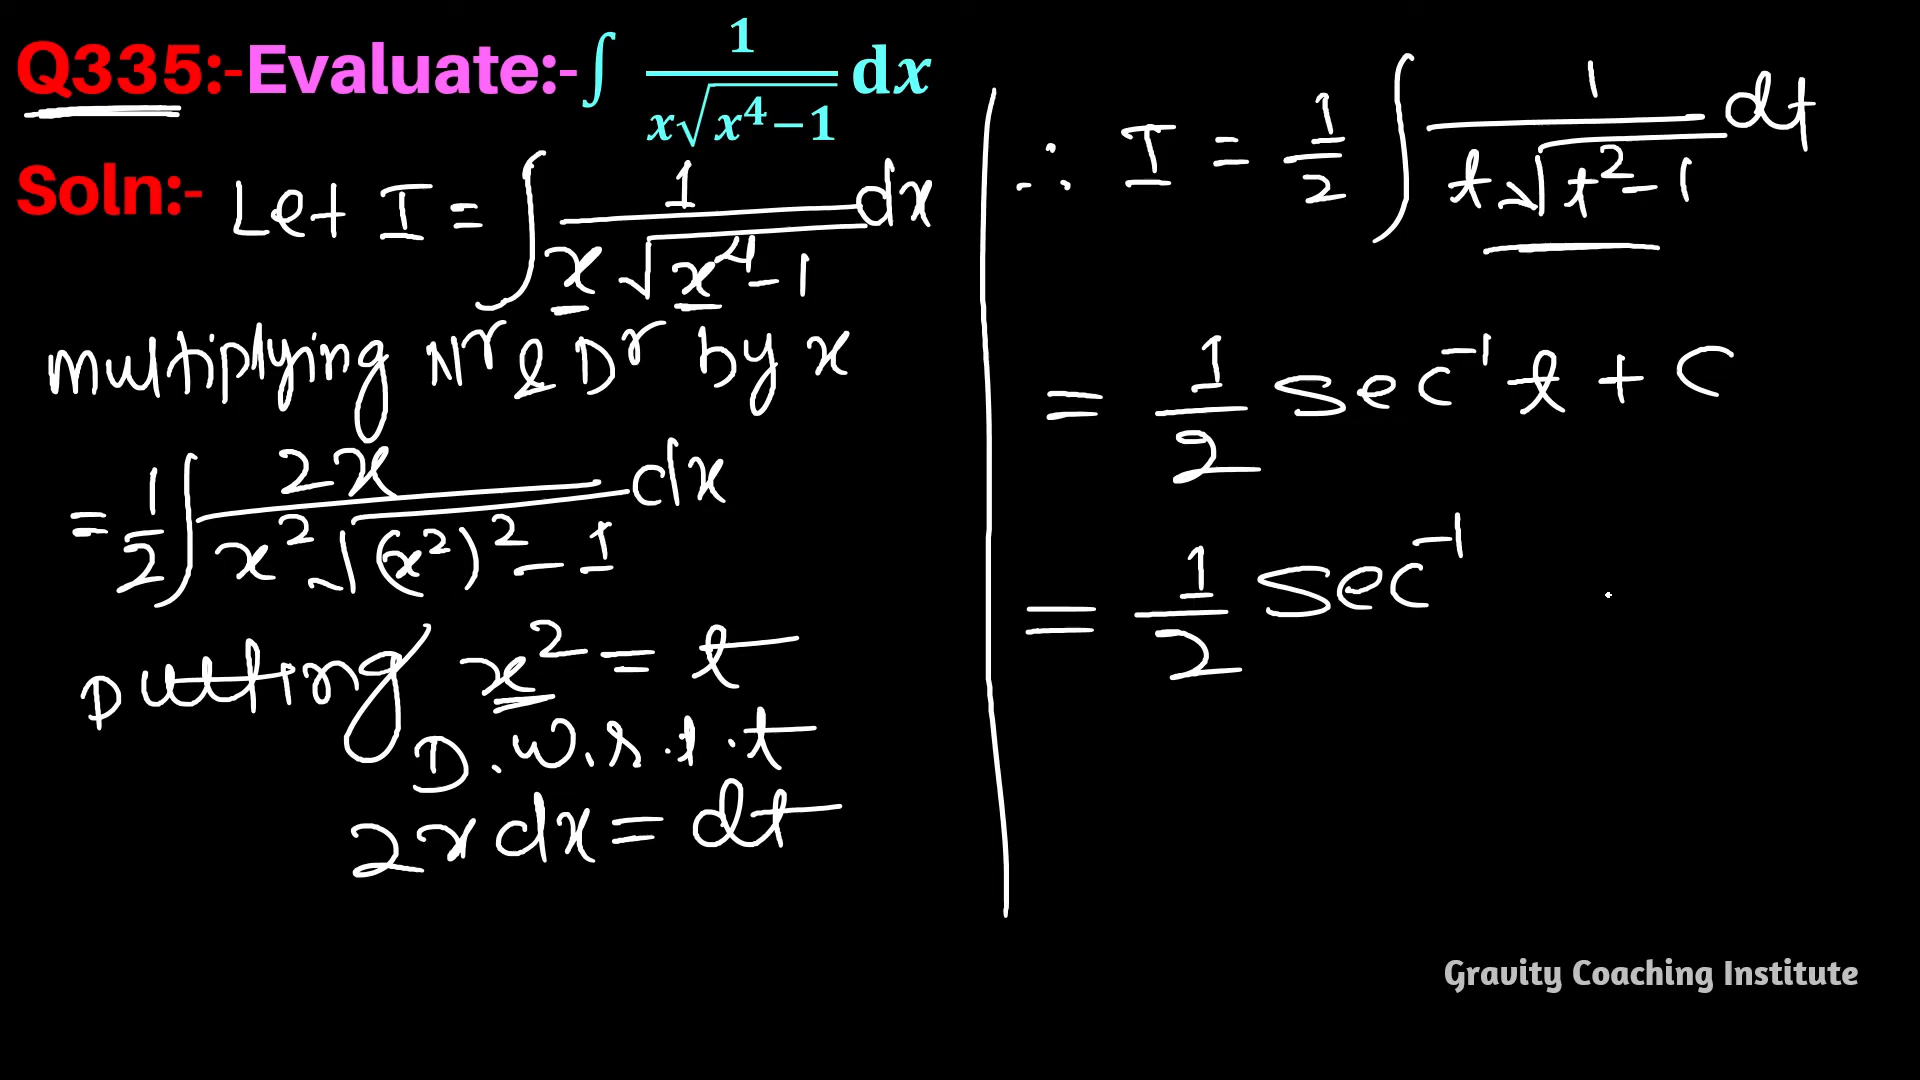 Q335:-Evaluate:-∫ 1/(x√(x⁴−1)) dx
Soln:- Let I = ∫ 1/(x√(x⁴−1)) dx
multiplying Nʳ & Dʳ by x
= 1/2 ∫ 2x/(x²√((x²)²−1)) dx
putting x² = t
D.w.r.t.t
2x dx = dt
∴ I = 1/2 ∫ 1/(t√(t²−1)) dt
= 1/2 sec⁻¹ t + C
= 1/2 sec⁻¹
Gravity Coaching Institute